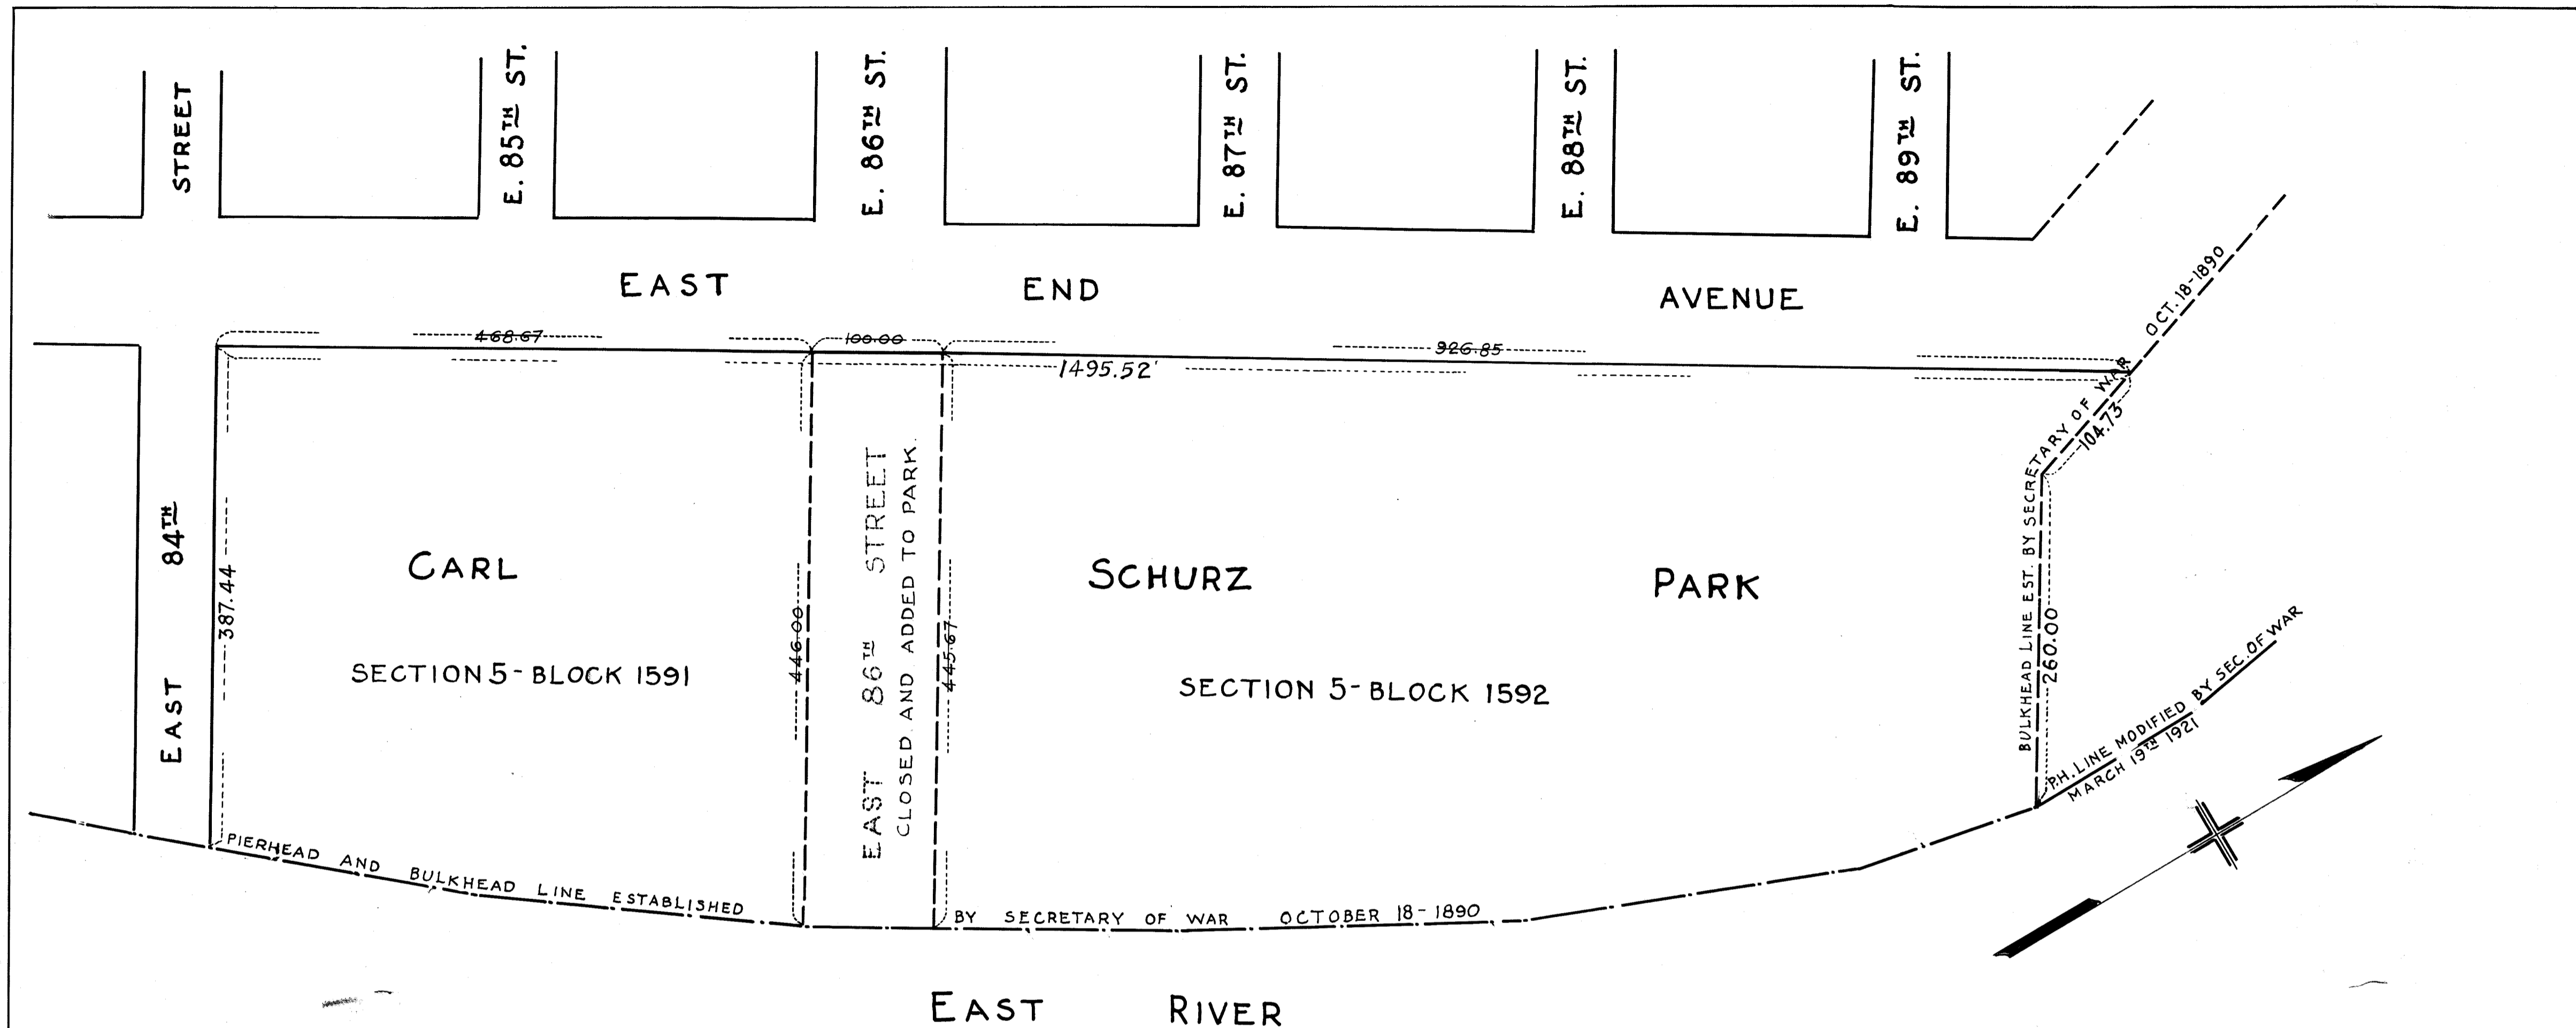 STREET
E. 85TH ST.
E. 86TH ST.
E. 87TH ST.
E. 88TH ST.
E. 89TH ST.
EAST END AVENUE
468.67
100.00
926.85
1495.52'
BULKHEAD LINE EST. BY SECRETARY OF WAR OCT. 18-1890
104.73
260.00
EAST 84TH
387.44
CARL SCHURZ PARK
446.00
EAST 86TH STREET
CLOSED AND ADDED TO PARK.
445.67
SECTION 5-BLOCK 1591
SECTION 5-BLOCK 1592
P.H. LINE MODIFIED BY SEC. OF WAR
MARCH 19TH 1921
PIERHEAD AND BULKHEAD LINE ESTABLISHED BY SECRETARY OF WAR OCTOBER 18-1890
EAST RIVER